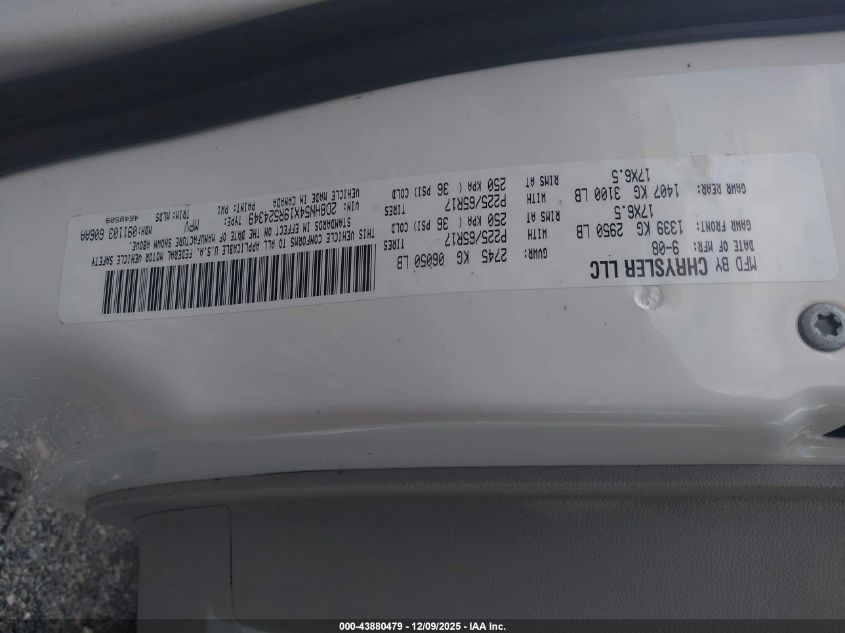 MFD BY CHRYSLER LLC
DATE OF MFR: 9-08 GVWR: 2745 KG 06050 LB
GAWR FRONT: 1339 KG 2950 LB WITH P225/65R17 TIRES
17X6.5 RIMS AT 250 KPA ( 36 PSI) COLD
GAWR REAR: 1407 KG 3100 LB WITH P225/65R17 TIRES
17X6.5 RIMS AT 250 KPA ( 36 PSI) COLD
THIS VEHICLE CONFORMS TO ALL APPLICABLE U.S.A. FEDERAL MOTOR VEHICLE SAFETY
STANDARDS IN EFFECT ON THE DATE OF MANUFACTURE SHOWN ABOVE.
VIN: 2D8HN54X19R524349 TYPE: MPV MDH: 091103 606AA
PAINT: PW1 TRIM: MLD5
VEHICLE MADE IN CANADA 4648509
000-43880479 - 12/09/2025 - IAA Inc.